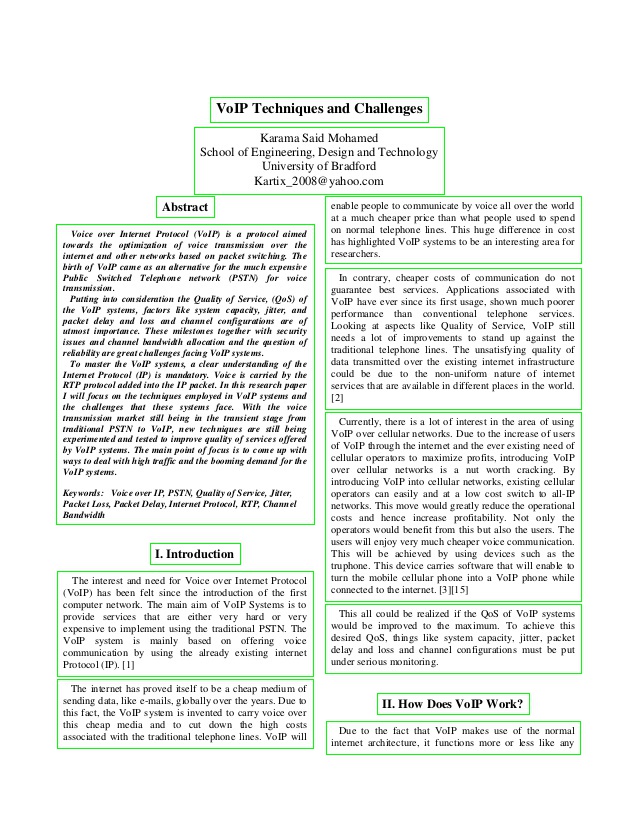 VoIP Techniques and Challenges
Karama Said Mohamed
School of Engineering, Design and Technology
University of Bradford
Kartix_2008@yahoo.com
Abstract
Voice over Internet Protocol (VoIP) is a protocol aimed
towards the optimization of voice transmission over the
internet and other networks based on packet switching. The
birth of VoIP came as an alternative for the much expensive
Public Switched Telephone network (PSTN) for voice
transmission.
Putting into consideration the Quality of Service, (QoS) of
the VoIP systems, factors like system capacity, jitter, and
packet delay and loss and channel configurations are of
utmost importance. These milestones together with security
issues and channel bandwidth allocation and the question of
reliability are great challenges facing VoIP systems.
To master the VoIP systems, a clear understanding of the
Internet Protocol (IP) is mandatory. Voice is carried by the
RTP protocol added into the IP packet. In this research paper
I will focus on the techniques employed in VoIP systems and
the challenges that these systems face. With the voice
transmission market still being in the transient stage from
traditional PSTN to VoIP, new techniques are still being
experimented and tested to improve quality of services offered
by VoIP systems. The main point of focus is to come up with
ways to deal with high traffic and the booming demand for the
VoIP systems.
Keywords: Voice over IP, PSTN, Quality of Service, Jitter,
Packet Loss, Packet Delay, Internet Protocol, RTP, Channel
Bandwidth
I. Introduction
The interest and need for Voice over Internet Protocol
(VoIP) has been felt since the introduction of the first
computer network. The main aim of VoIP Systems is to
provide services that are either very hard or very
expensive to implement using the traditional PSTN. The
VoIP system is mainly based on offering voice
communication by using the already existing internet
Protocol (IP). [1]
The internet has proved itself to be a cheap medium of
sending data, like e-mails, globally over the years. Due to
this fact, the VoIP system is invented to carry voice over
this cheap media and to cut down the high costs
associated with the traditional telephone lines. VoIP will
enable people to communicate by voice all over the world
at a much cheaper price than what people used to spend
on normal telephone lines. This huge difference in cost
has highlighted VoIP systems to be an interesting area for
researchers.
In contrary, cheaper costs of communication do not
guarantee best services. Applications associated with
VoIP have ever since its first usage, shown much poorer
performance than conventional telephone services.
Looking at aspects like Quality of Service, VoIP still
needs a lot of improvements to stand up against the
traditional telephone lines. The unsatisfying quality of
data transmitted over the existing internet infrastructure
could be due to the non-uniform nature of internet
services that are available in different places in the world.
[2]
Currently, there is a lot of interest in the area of using
VoIP over cellular networks. Due to the increase of users
of VoIP through the internet and the ever existing need of
cellular operators to maximize profits, introducing VoIP
over cellular networks is a nut worth cracking. By
introducing VoIP into cellular networks, existing cellular
operators can easily and at a low cost switch to all-IP
networks. This move would greatly reduce the operational
costs and hence increase profitability. Not only the
operators would benefit from this but also the users. The
users will enjoy very much cheaper voice communication.
This will be achieved by using devices such as the
truphone. This device carries software that will enable to
turn the mobile cellular phone into a VoIP phone while
connected to the internet. [3][15]
This all could be realized if the QoS of VoIP systems
would be improved to the maximum. To achieve this
desired QoS, things like system capacity, jitter, packet
delay and loss and channel configurations must be put
under serious monitoring.
II. How Does VoIP Work?
Due to the fact that VoIP makes use of the normal
internet architecture, it functions more or less like any